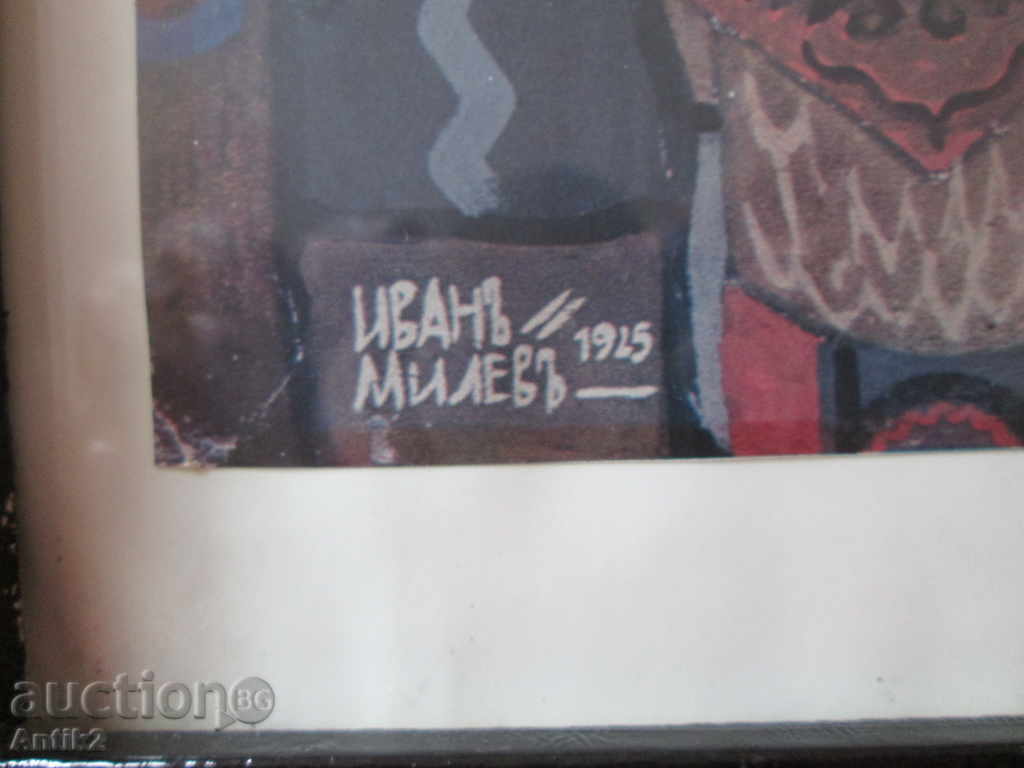 ИВАНЪ // 1925
МИЛЕВЪ —
auction BG
Antik2